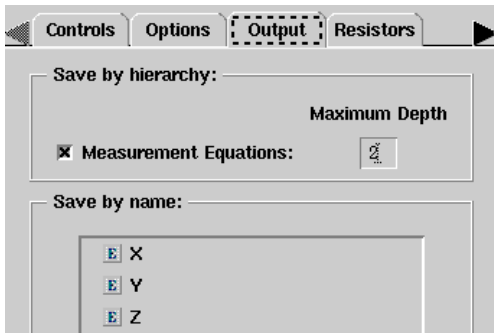 Controls Options Output Resistors
Save by hierarchy:
Maximum Depth
Measurement Equations: 2
Save by name:
E X
E Y
E Z